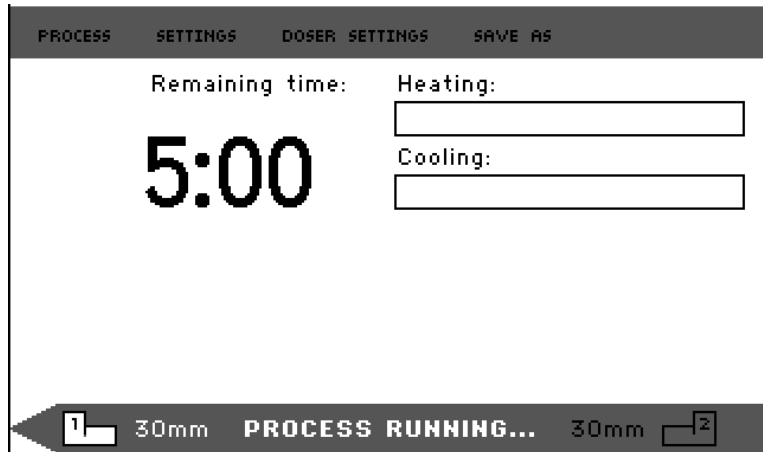 PROCESS SETTINGS DOSER SETTINGS SAVE AS
Remaining time:
5:00
Heating:
Cooling:
1 30mm PROCESS RUNNING... 30mm 2